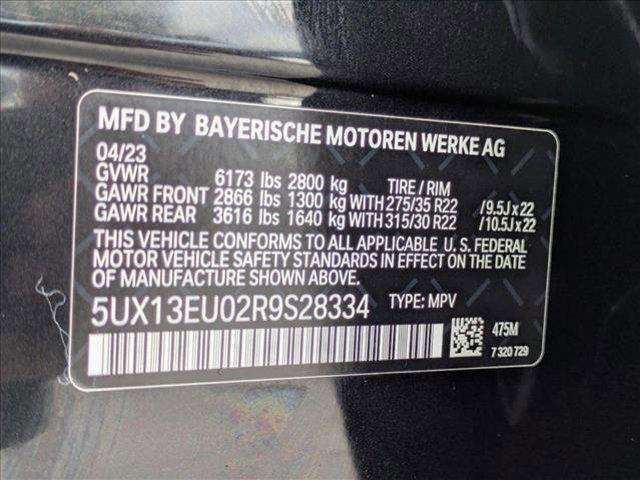 MFD BY BAYERISCHE MOTOREN WERKE AG
04/23
GVWR 6173 lbs 2800 kg TIRE / RIM
GAWR FRONT 2866 lbs 1300 kg WITH 275/35 R22 /9.5J x 22
GAWR REAR 3616 lbs 1640 kg WITH 315/30 R22 /10.5J x 22
THIS VEHICLE CONFORMS TO ALL APPLICABLE U. S. FEDERAL
MOTOR VEHICLE SAFETY STANDARDS IN EFFECT ON THE DATE
OF MANUFACTURE SHOWN ABOVE.
5UX13EU02R9S28334 TYPE: MPV
475M
7 320 729